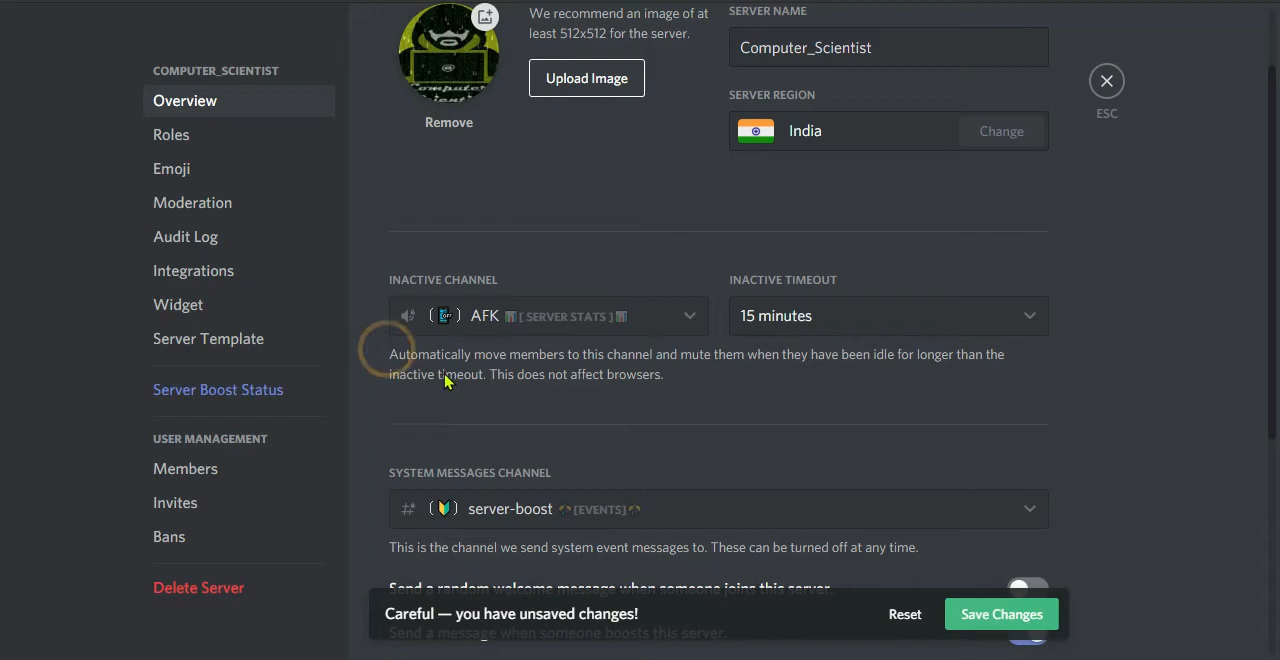 COMPUTER_SCIENTIST
Overview
Roles
Emoji
Moderation
Audit Log
Integrations
Widget
Server Template
Server Boost Status
USER MANAGEMENT
Members
Invites
Bans
Delete Server
Computer
Remove
We recommend an image of at
least 512x512 for the server.
Upload Image
SERVER NAME
Computer_Scientist
SERVER REGION
India
Change
ESC
INACTIVE CHANNEL
AFK [ SERVER STATS ]
INACTIVE TIMEOUT
15 minutes
Automatically move members to this channel and mute them when they have been idle for longer than the
inactive timeout. This does not affect browsers.
SYSTEM MESSAGES CHANNEL
# server-boost [EVENTS]
This is the channel we send system event messages to. These can be turned off at any time.
Send a random welcome message when someone joins this server.
Careful — you have unsaved changes!
Reset
Save Changes
Send a message when someone boosts this server.